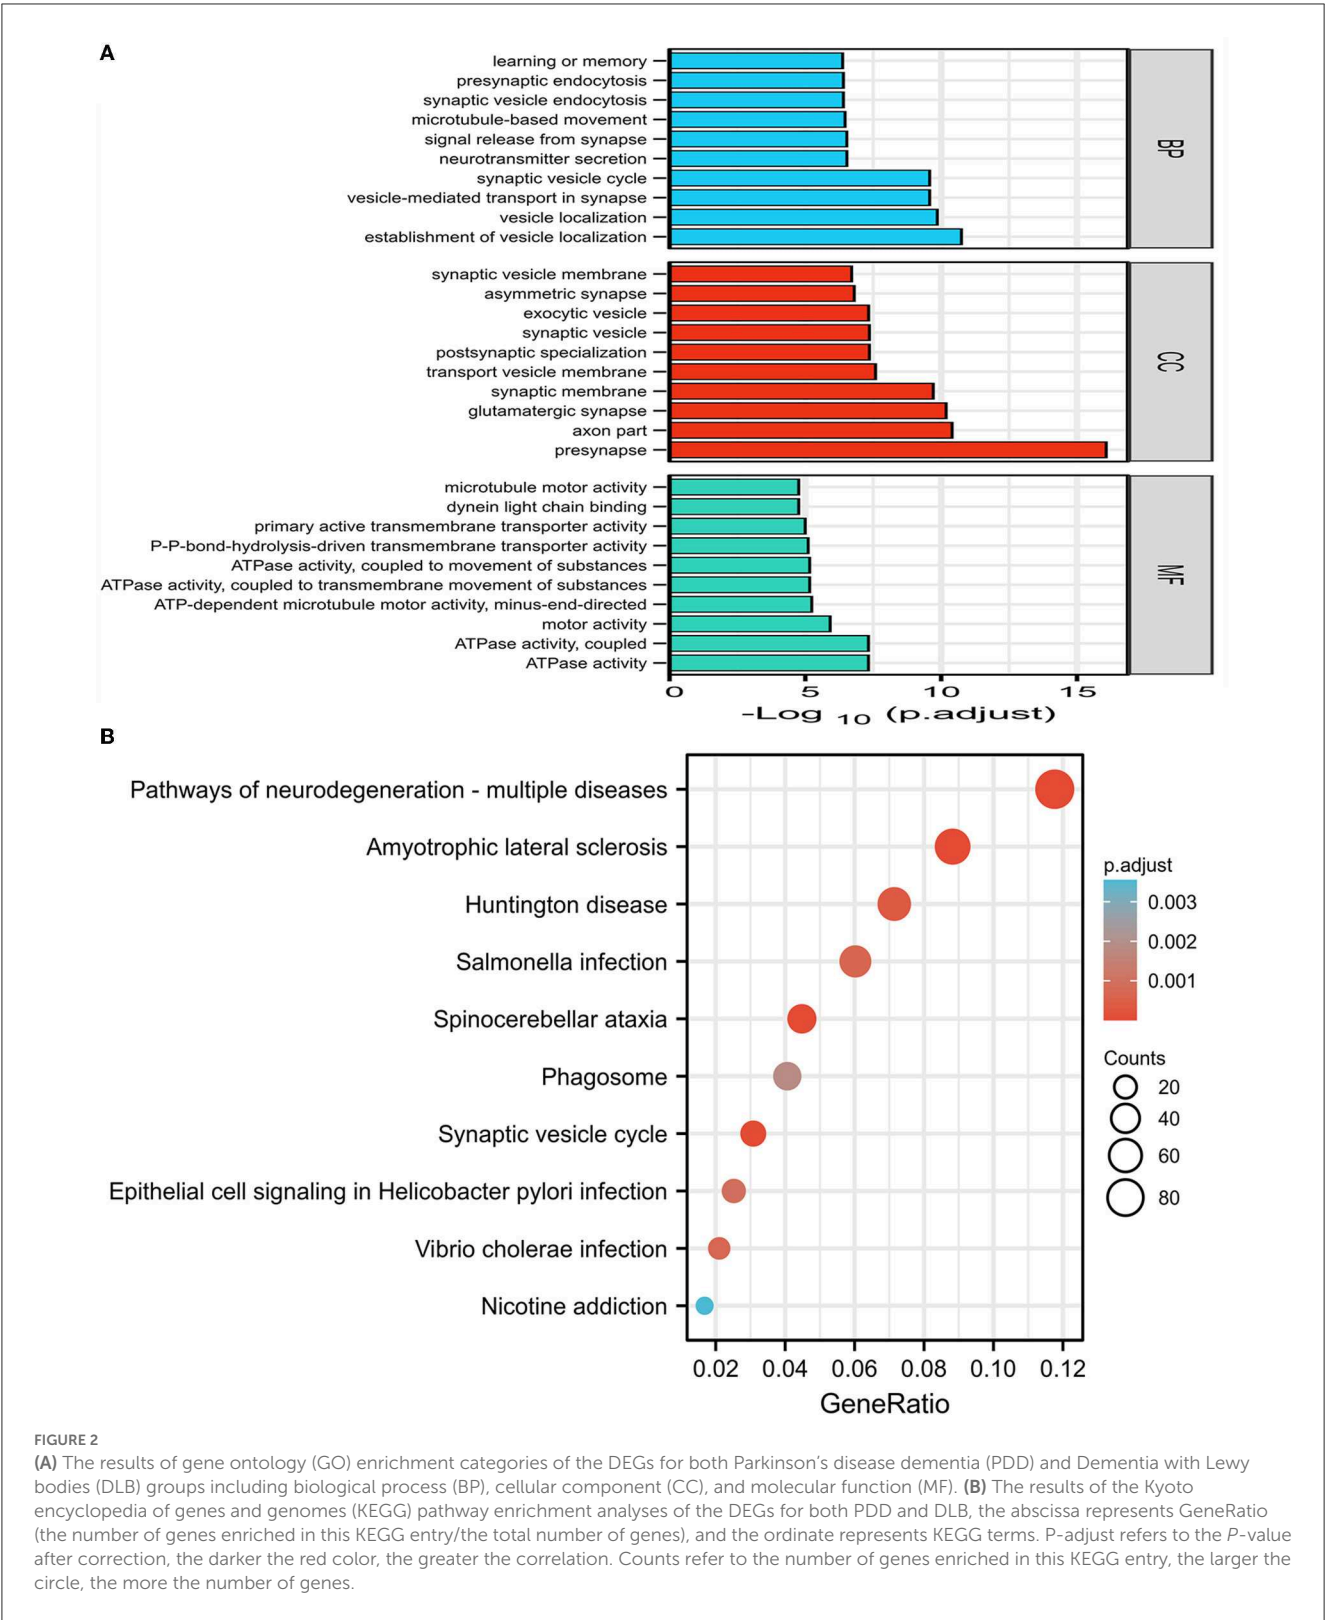 A
learning or memory
presynaptic endocytosis
synaptic vesicle endocytosis
microtubule-based movement
signal release from synapse
neurotransmitter secretion
synaptic vesicle cycle
vesicle-mediated transport in synapse
vesicle localization
establishment of vesicle localization
BP
synaptic vesicle membrane
asymmetric synapse
exocytic vesicle
synaptic vesicle
postsynaptic specialization
transport vesicle membrane
synaptic membrane
glutamatergic synapse
axon part
presynapse
CC
microtubule motor activity
dynein light chain binding
primary active transmembrane transporter activity
P-P-bond-hydrolysis-driven transmembrane transporter activity
ATPase activity, coupled to movement of substances
ATPase activity, coupled to transmembrane movement of substances
ATP-dependent microtubule motor activity, minus-end-directed
motor activity
ATPase activity, coupled
ATPase activity
MF
0 5 10 15
-Log 10 (p.adjust)
B
Pathways of neurodegeneration - multiple diseases
Amyotrophic lateral sclerosis
Huntington disease
Salmonella infection
Spinocerebellar ataxia
Phagosome
Synaptic vesicle cycle
Epithelial cell signaling in Helicobacter pylori infection
Vibrio cholerae infection
Nicotine addiction
0.02 0.04 0.06 0.08 0.10 0.12
GeneRatio
p.adjust
0.003
0.002
0.001
Counts
20
40
60
80
FIGURE 2
(A) The results of gene ontology (GO) enrichment categories of the DEGs for both Parkinson's disease dementia (PDD) and Dementia with Lewy
bodies (DLB) groups including biological process (BP), cellular component (CC), and molecular function (MF). (B) The results of the Kyoto
encyclopedia of genes and genomes (KEGG) pathway enrichment analyses of the DEGs for both PDD and DLB, the abscissa represents GeneRatio
(the number of genes enriched in this KEGG entry/the total number of genes), and the ordinate represents KEGG terms. P-adjust refers to the P-value
after correction, the darker the red color, the greater the correlation. Counts refer to the number of genes enriched in this KEGG entry, the larger the
circle, the more the number of genes.